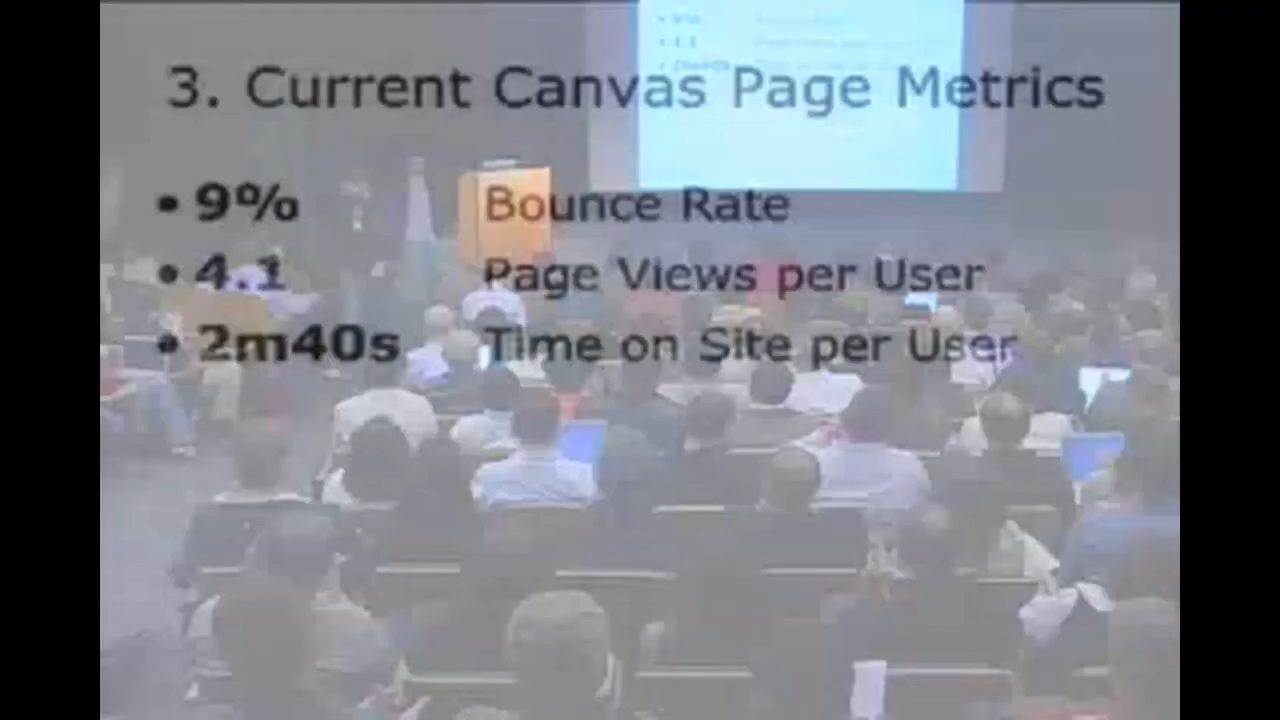 3. Current Canvas Page Metrics
• 9% Bounce Rate
• 4.1 Page Views per User
• 2m40s Time on Site per User